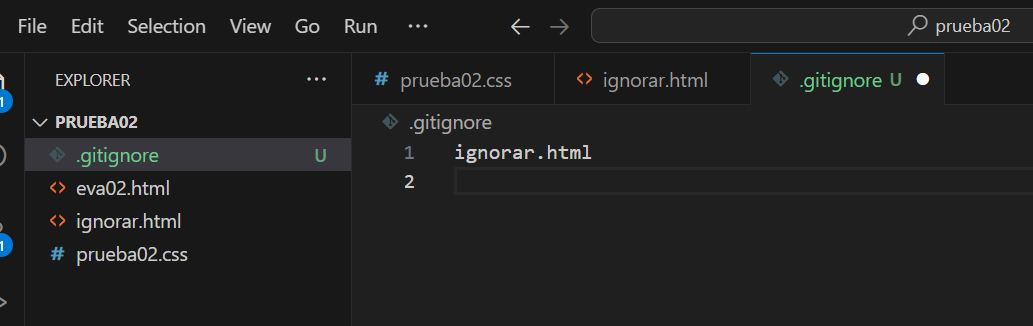 File Edit Selection View Go Run ··· ← → prueba02
EXPLORER ···
prueba02.css ignorar.html .gitignore U
PRUEBA02
.gitignore
.gitignore U
1 ignorar.html
eva02.html
2
ignorar.html
prueba02.css
1
1